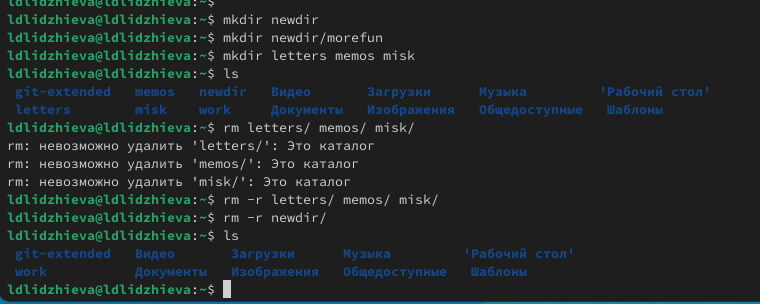 ldlidzhieva@ldlidzhieva:~$
ldlidzhieva@ldlidzhieva:~$ mkdir newdir
ldlidzhieva@ldlidzhieva:~$ mkdir newdir/morefun
ldlidzhieva@ldlidzhieva:~$ mkdir letters memos misk
ldlidzhieva@ldlidzhieva:~$ ls
git-extended memos newdir Видео Загрузки Музыка 'Рабочий стол'
letters misk work Документы Изображения Общедоступные Шаблоны
ldlidzhieva@ldlidzhieva:~$ rm letters/ memos/ misk/
rm: невозможно удалить 'letters/': Это каталог
rm: невозможно удалить 'memos/': Это каталог
rm: невозможно удалить 'misk/': Это каталог
ldlidzhieva@ldlidzhieva:~$ rm -r letters/ memos/ misk/
ldlidzhieva@ldlidzhieva:~$ rm -r newdir/
ldlidzhieva@ldlidzhieva:~$ ls
git-extended Видео Загрузки Музыка 'Рабочий стол'
work Документы Изображения Общедоступные Шаблоны
ldlidzhieva@ldlidzhieva:~$